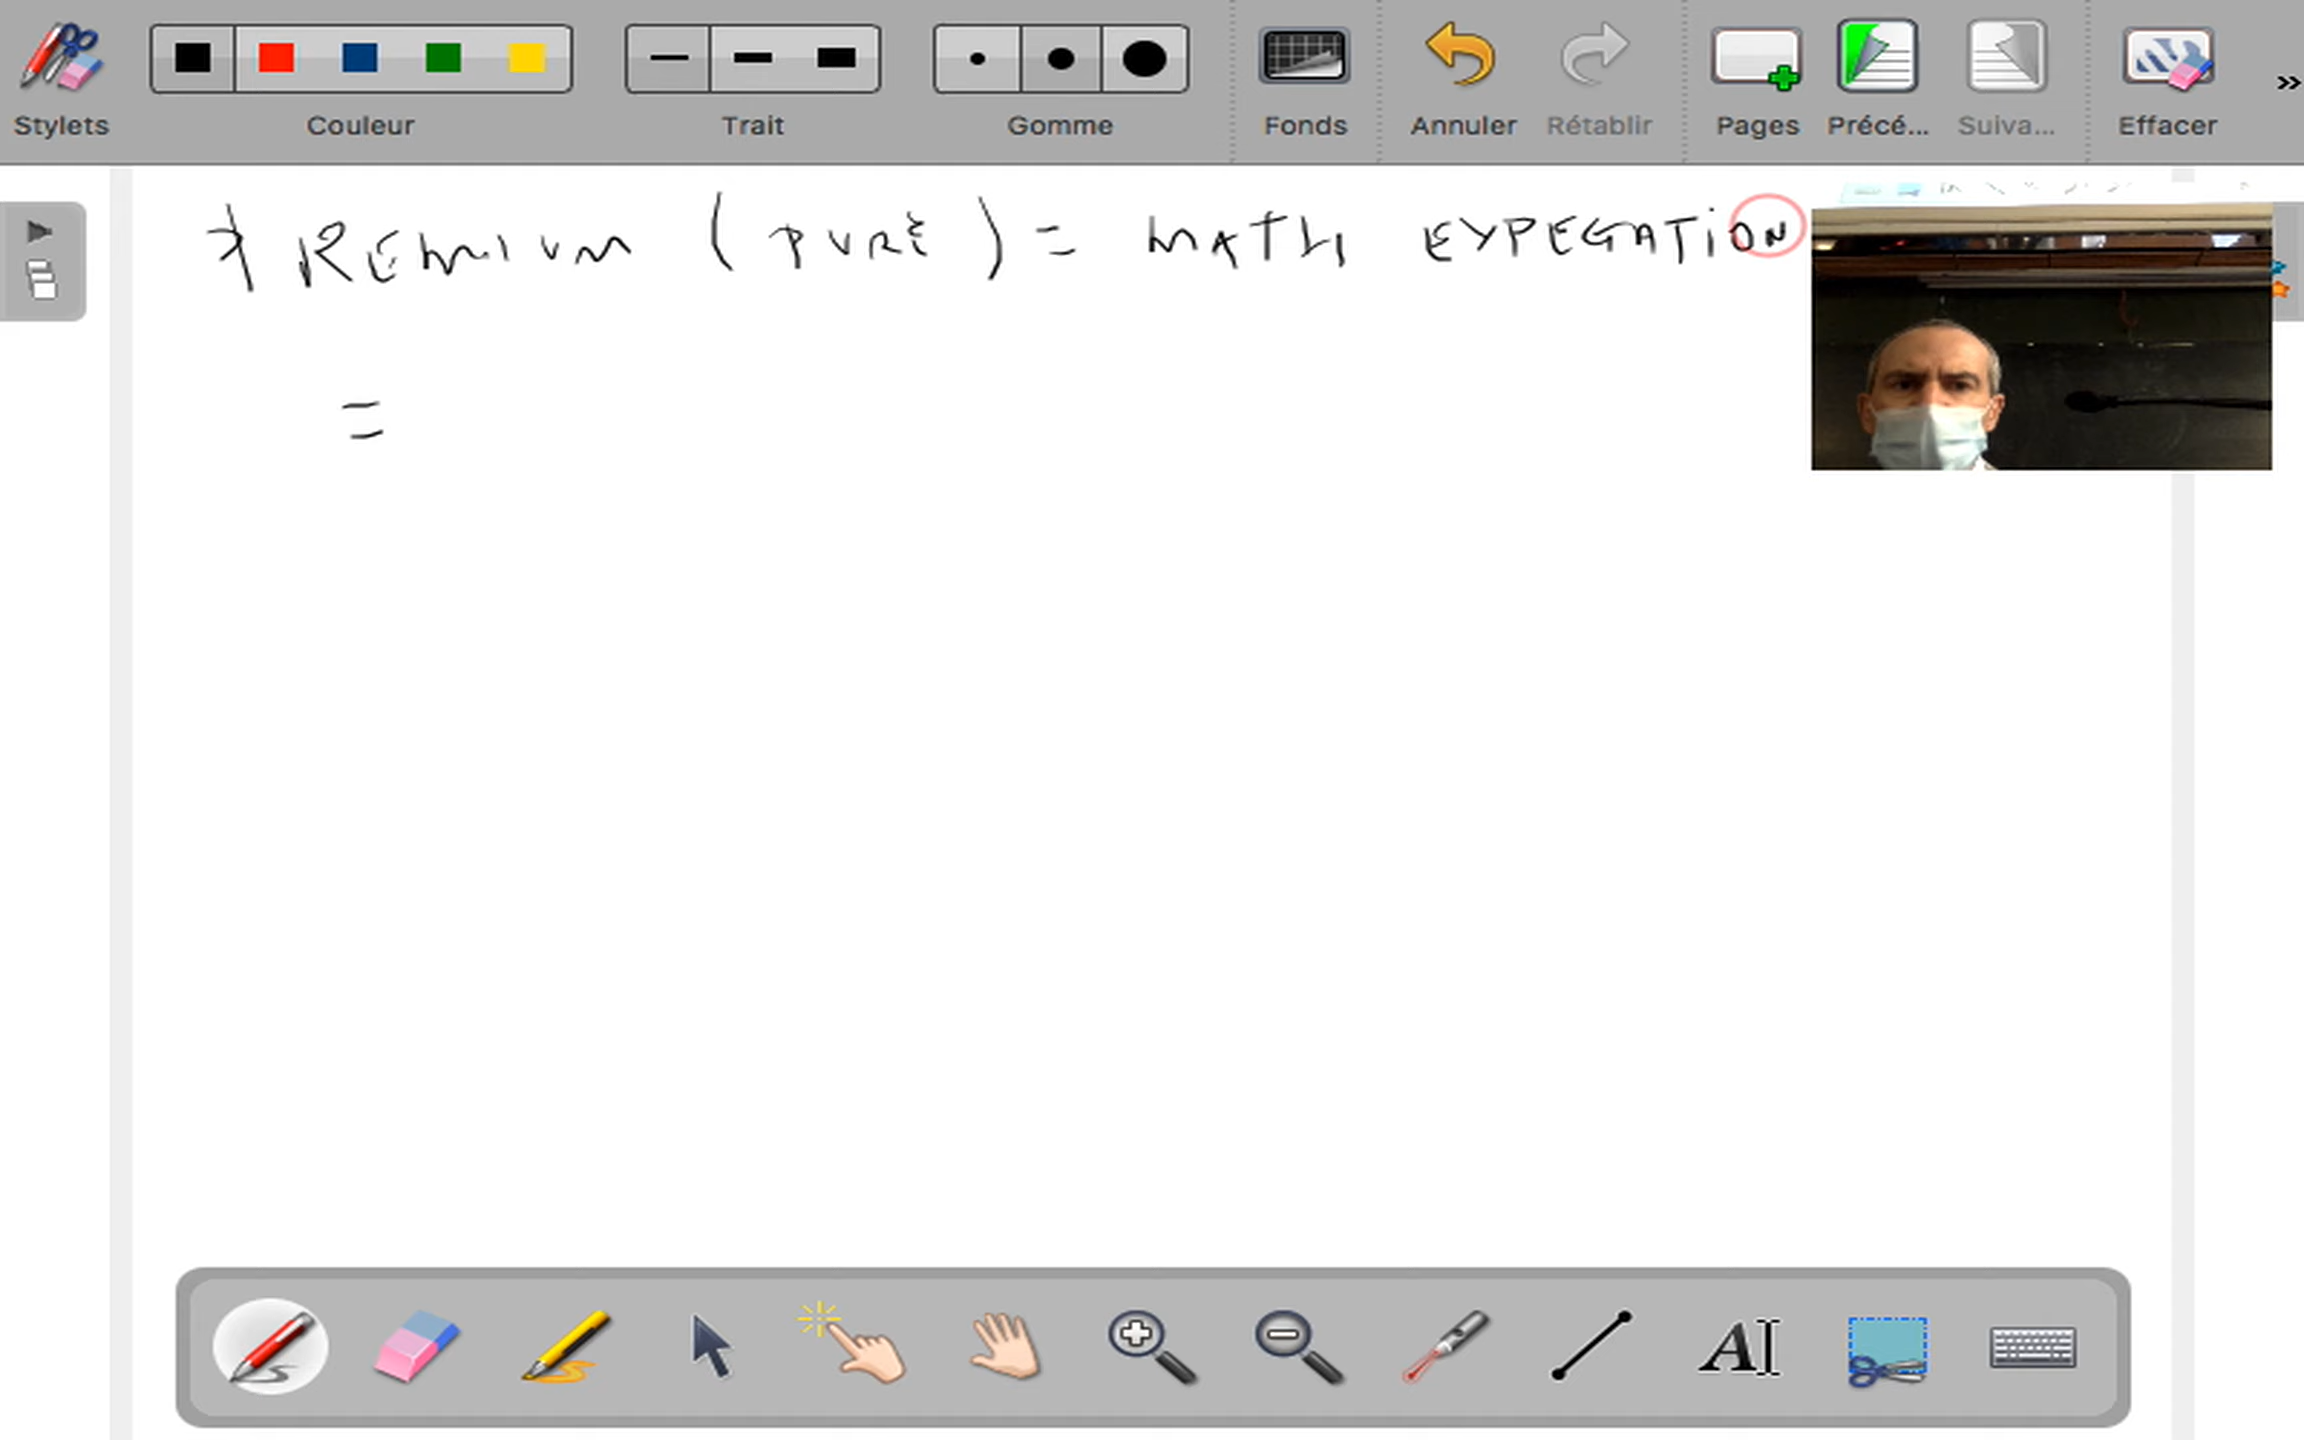 Stylets Couleur Trait Gomme Fonds Annuler Rétablir Pages Précé... Suiva... Effacer »
PREMIUM (PURE) = MATH EXPEGATION
=